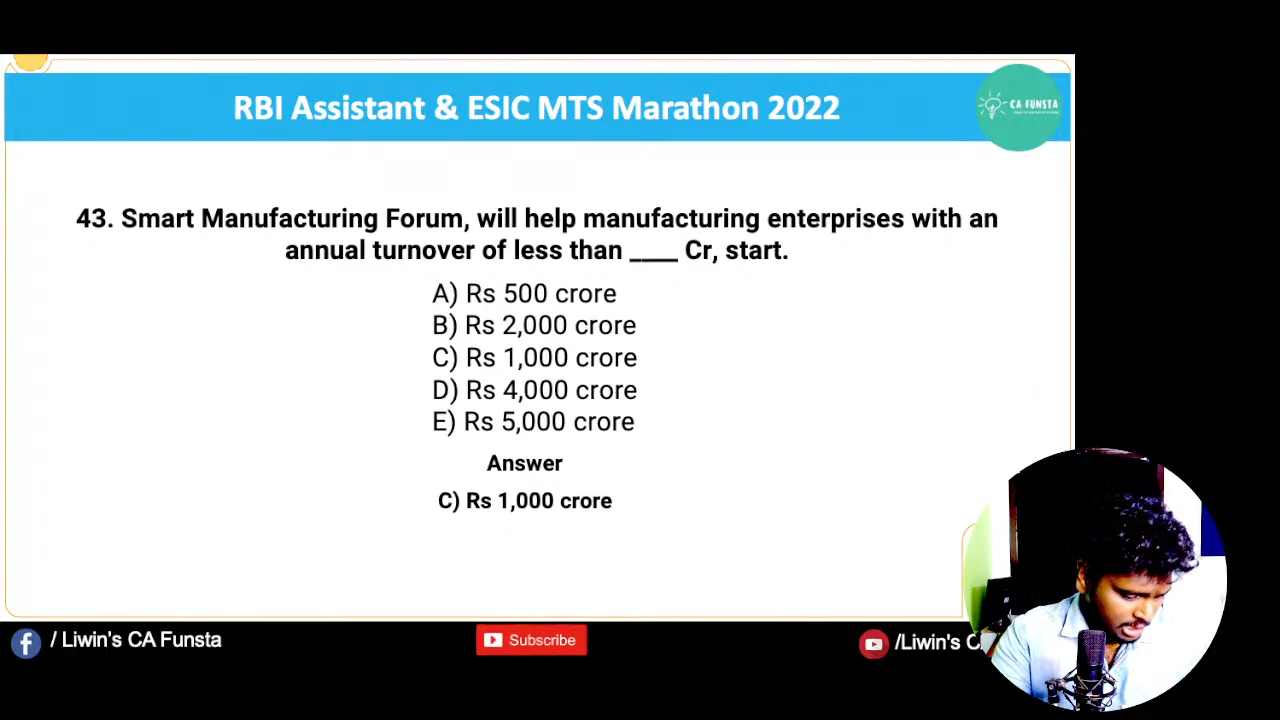 RBI Assistant & ESIC MTS Marathon 2022
CA FUNSTA
43. Smart Manufacturing Forum, will help manufacturing enterprises with an
annual turnover of less than ____ Cr, start.
A) Rs 500 crore
B) Rs 2,000 crore
C) Rs 1,000 crore
D) Rs 4,000 crore
E) Rs 5,000 crore
Answer
C) Rs 1,000 crore
/ Liwin's CA Funsta
Subscribe
/Liwin's